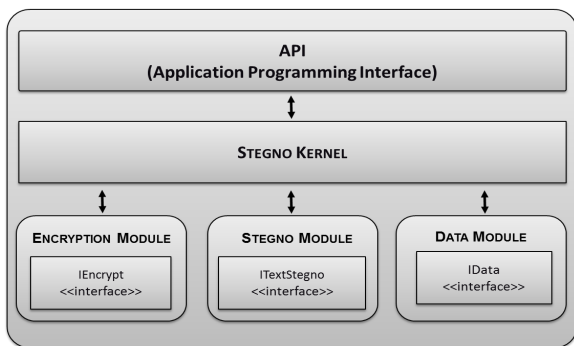 API
(Application Programming Interface)
STEGNO KERNEL
ENCRYPTION MODULE
IEncrypt
<<interface>>
STEGNO MODULE
ITextStegno
<<interface>>
DATA MODULE
IData
<<interface>>